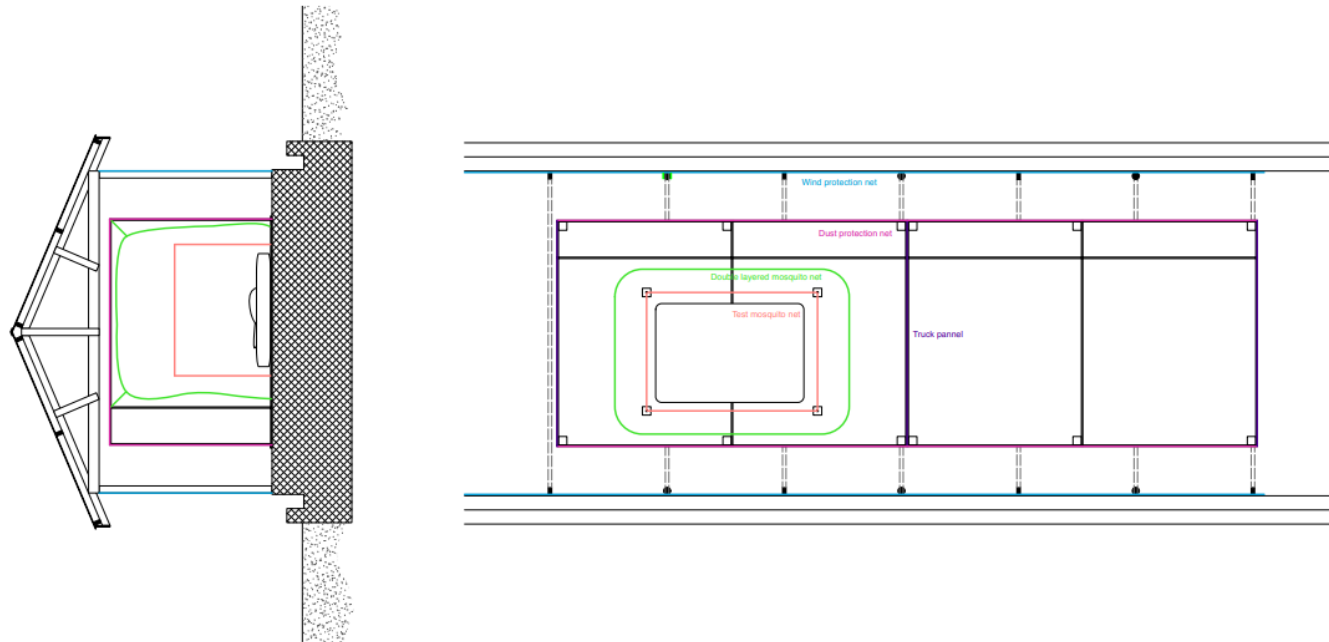 Wind protection net
Dust protection net
Double layered mosquito net
Test mosquito net
Truck pannel